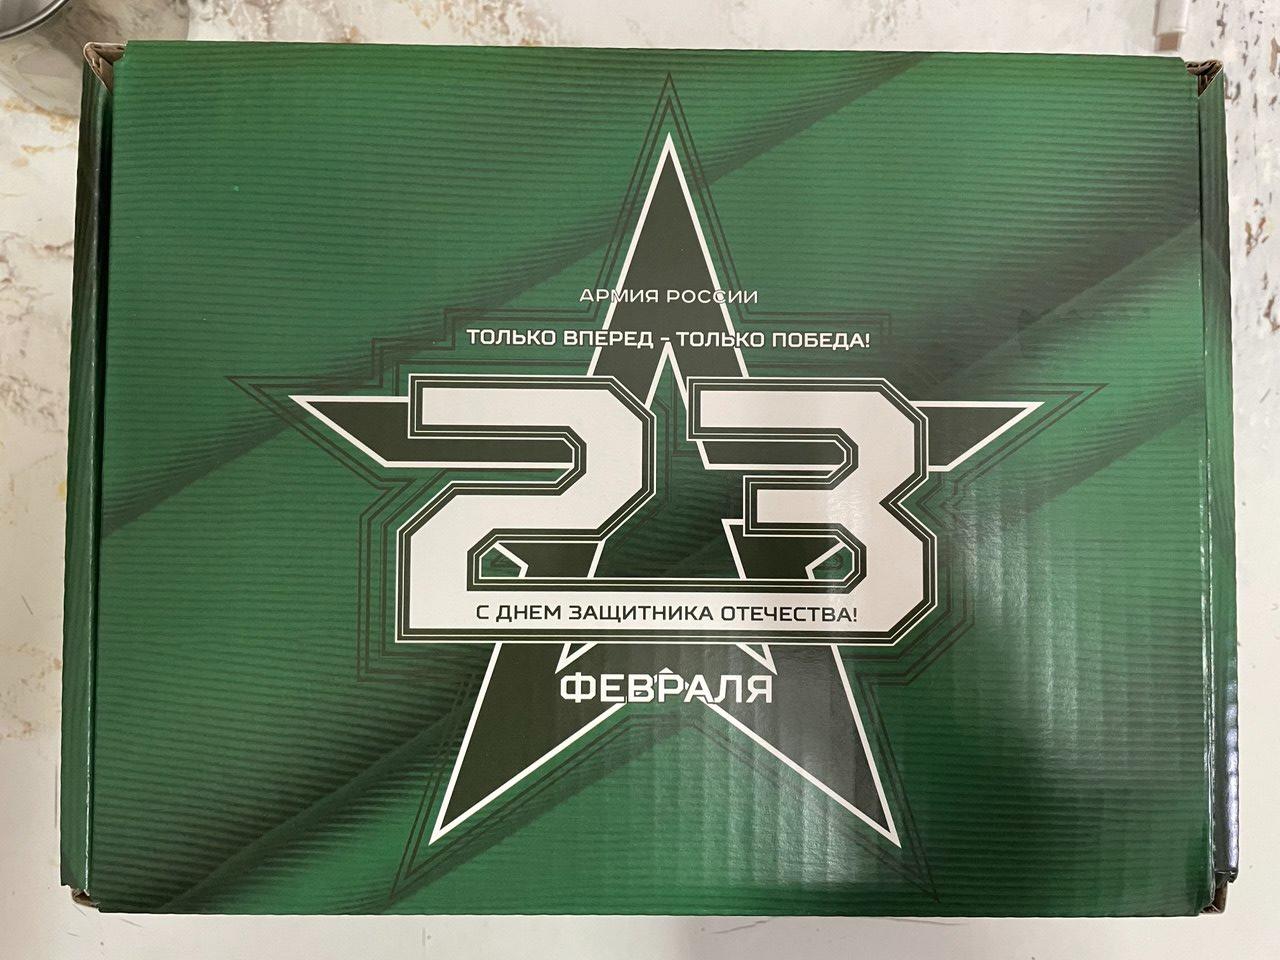 АРМИЯ РОССИИ
ТОЛЬКО ВПЕРЕД - ТОЛЬКО ПОБЕДА!
23
С ДНЕМ ЗАЩИТНИКА ОТЕЧЕСТВА!
ФЕВРАЛЯ